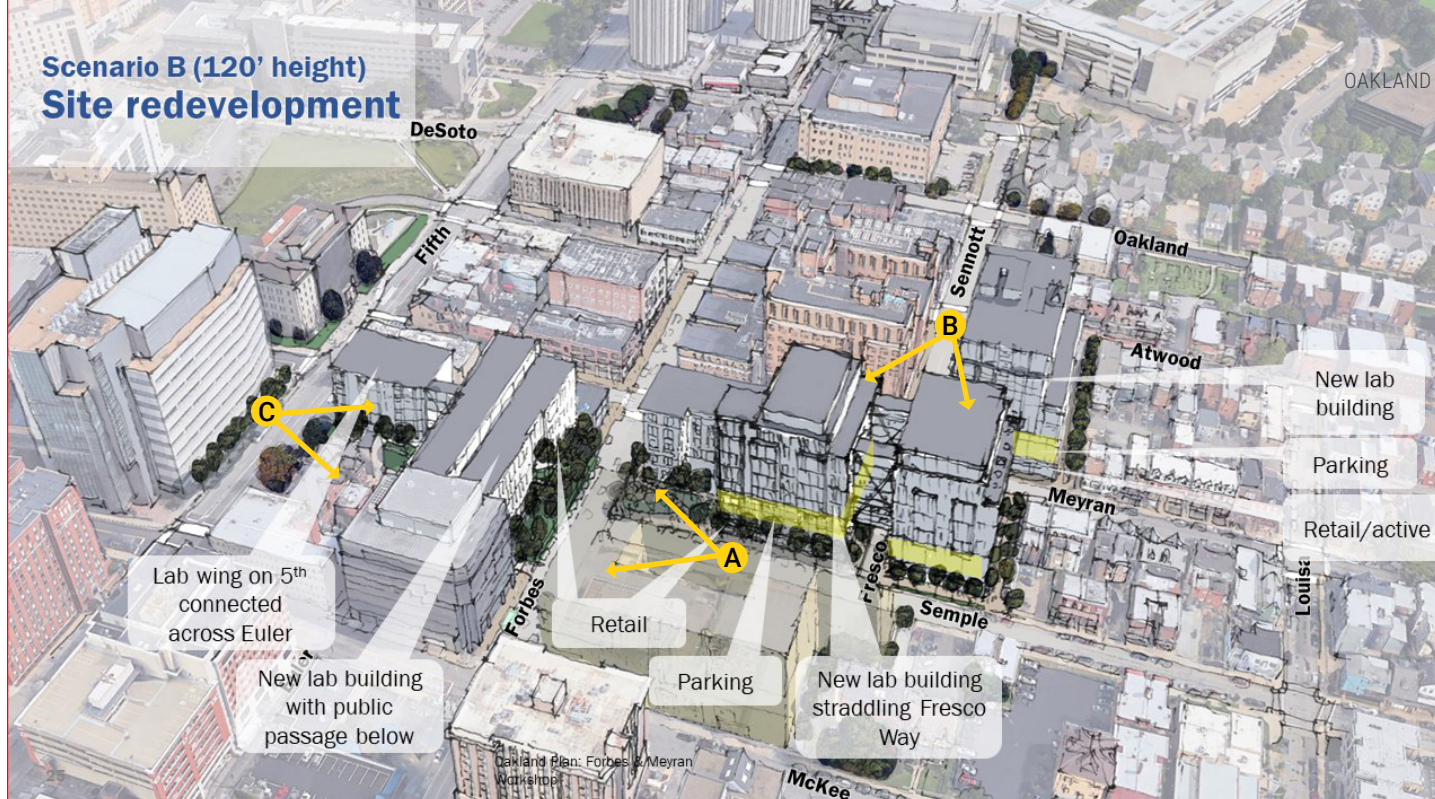 Scenario B (120' height)
Site redevelopment
OAKLAND
DeSoto
Fifth
Sennott
Oakland
B
Atwood
New lab
building
C
Parking
Meyran
Retail/active
A
Fresco
Louisa
Lab wing on 5th
connected
across Euler
Forbes
Retail
Semple
New lab building
with public
passage below
Parking
New lab building
straddling Fresco
Way
Oakland Plan: Forbes & Meyran
Workshop
McKee